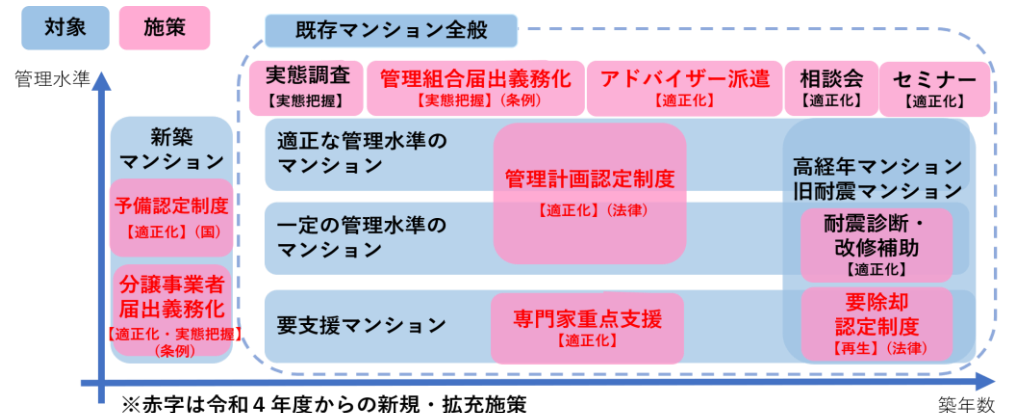 対象
施策
既存マンション全般
管理水準
実態調査
【実態把握】
管理組合届出義務化
【実態把握】(条例)
アドバイザー派遣
【適正化】
相談会
【適正化】
セミナー
【適正化】
新築
マンション
予備認定制度
【適正化】(国)
分譲事業者
届出義務化
【適正化・実態把握】
(条例)
適正な管理水準の
マンション
管理計画認定制度
【適正化】(法律)
一定の管理水準の
マンション
要支援マンション
専門家重点支援
【適正化】
高経年マンション
旧耐震マンション
耐震診断・
改修補助
【適正化】
要除却
認定制度
【再生】(法律)
築年数
※赤字は令和４年度からの新規・拡充施策